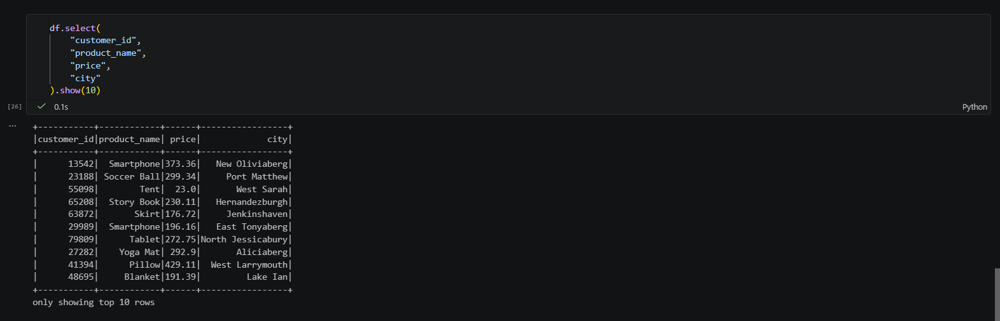 df.select(
    "customer_id",
    "product_name",
    "price",
    "city"
).show(10)
[26] 0.1s Python
+-----------+------------+------+-----------------+
|customer_id|product_name| price|             city|
+-----------+------------+------+-----------------+
|      13542|  Smartphone|373.36|   New Oliviaberg|
|      23188| Soccer Ball|299.34|     Port Matthew|
|      55098|        Tent|  23.0|       West Sarah|
|      65208|  Story Book|230.11|   Hernandezburgh|
|      63872|       Skirt|176.72|     Jenkinshaven|
|      29989|  Smartphone|196.16|   East Tonyaberg|
|      79809|      Tablet|272.75|North Jessicabury|
|      27282|    Yoga Mat| 292.9|       Aliciaberg|
|      41394|      Pillow|429.11|  West Larrymouth|
|      48695|     Blanket|191.39|         Lake Ian|
+-----------+------------+------+-----------------+
only showing top 10 rows